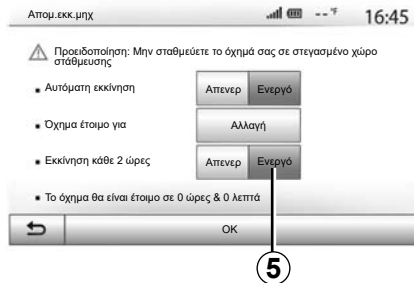 Απομ.εκκ.μηχ --°F 16:45
Προειδοποίηση: Μην σταθμεύετε το όχημά σας σε στεγασμένο χώρο
στάθμευσης
Αυτόματη εκκίνηση Απενερ Ενεργό
Όχημα έτοιμο για Αλλαγή
Εκκίνηση κάθε 2 ώρες Απενερ Ενεργό
Το όχημα θα είναι έτοιμο σε 0 ώρες & 0 λεπτά
OK
5